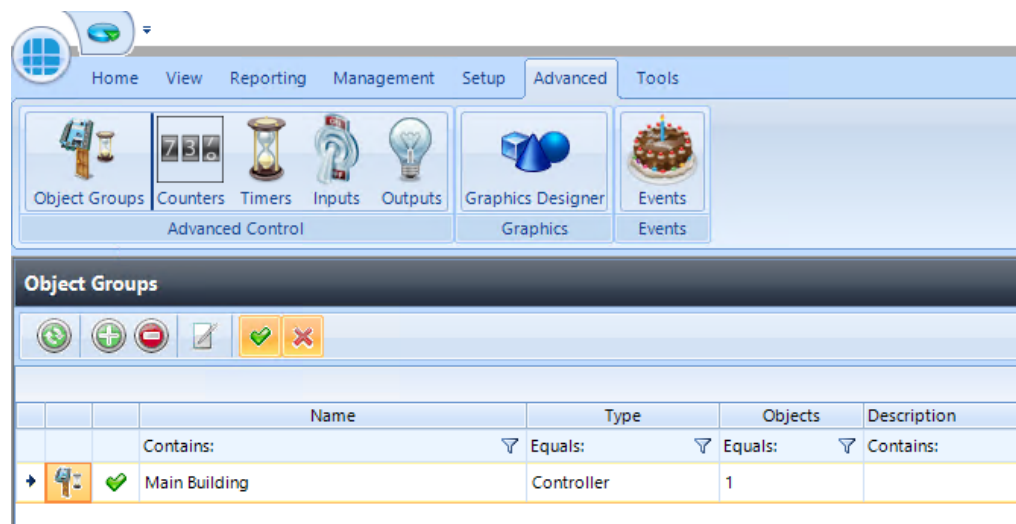 Home View Reporting Management Setup Advanced Tools
Object Groups Counters Timers Inputs Outputs Graphics Designer Events
Advanced Control Graphics Events
Object Groups
Name Type Objects Description
Contains: Equals: Equals: Contains:
Main Building Controller 1